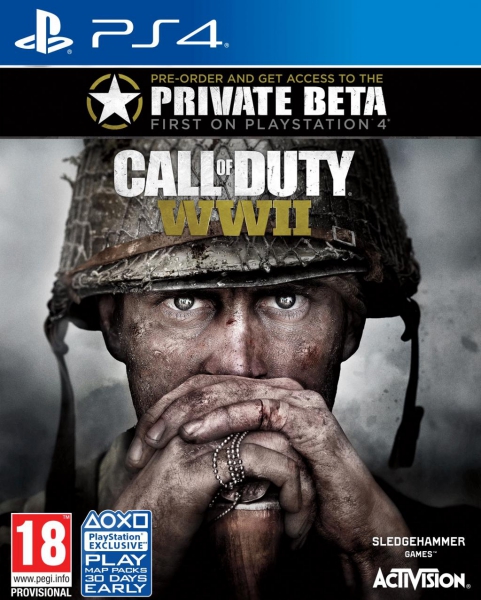 PS4
PRE-ORDER AND GET ACCESS TO THE
PRIVATE BETA
FIRST ON PLAYSTATION®4*
CALL OF DUTY®
WWII
18
www.pegi.info
PROVISIONAL
PlayStation®
EXCLUSIVE
PLAY
MAP PACKS
30 DAYS
EARLY
SLEDGEHAMMER
GAMES™
ACTIVISION®